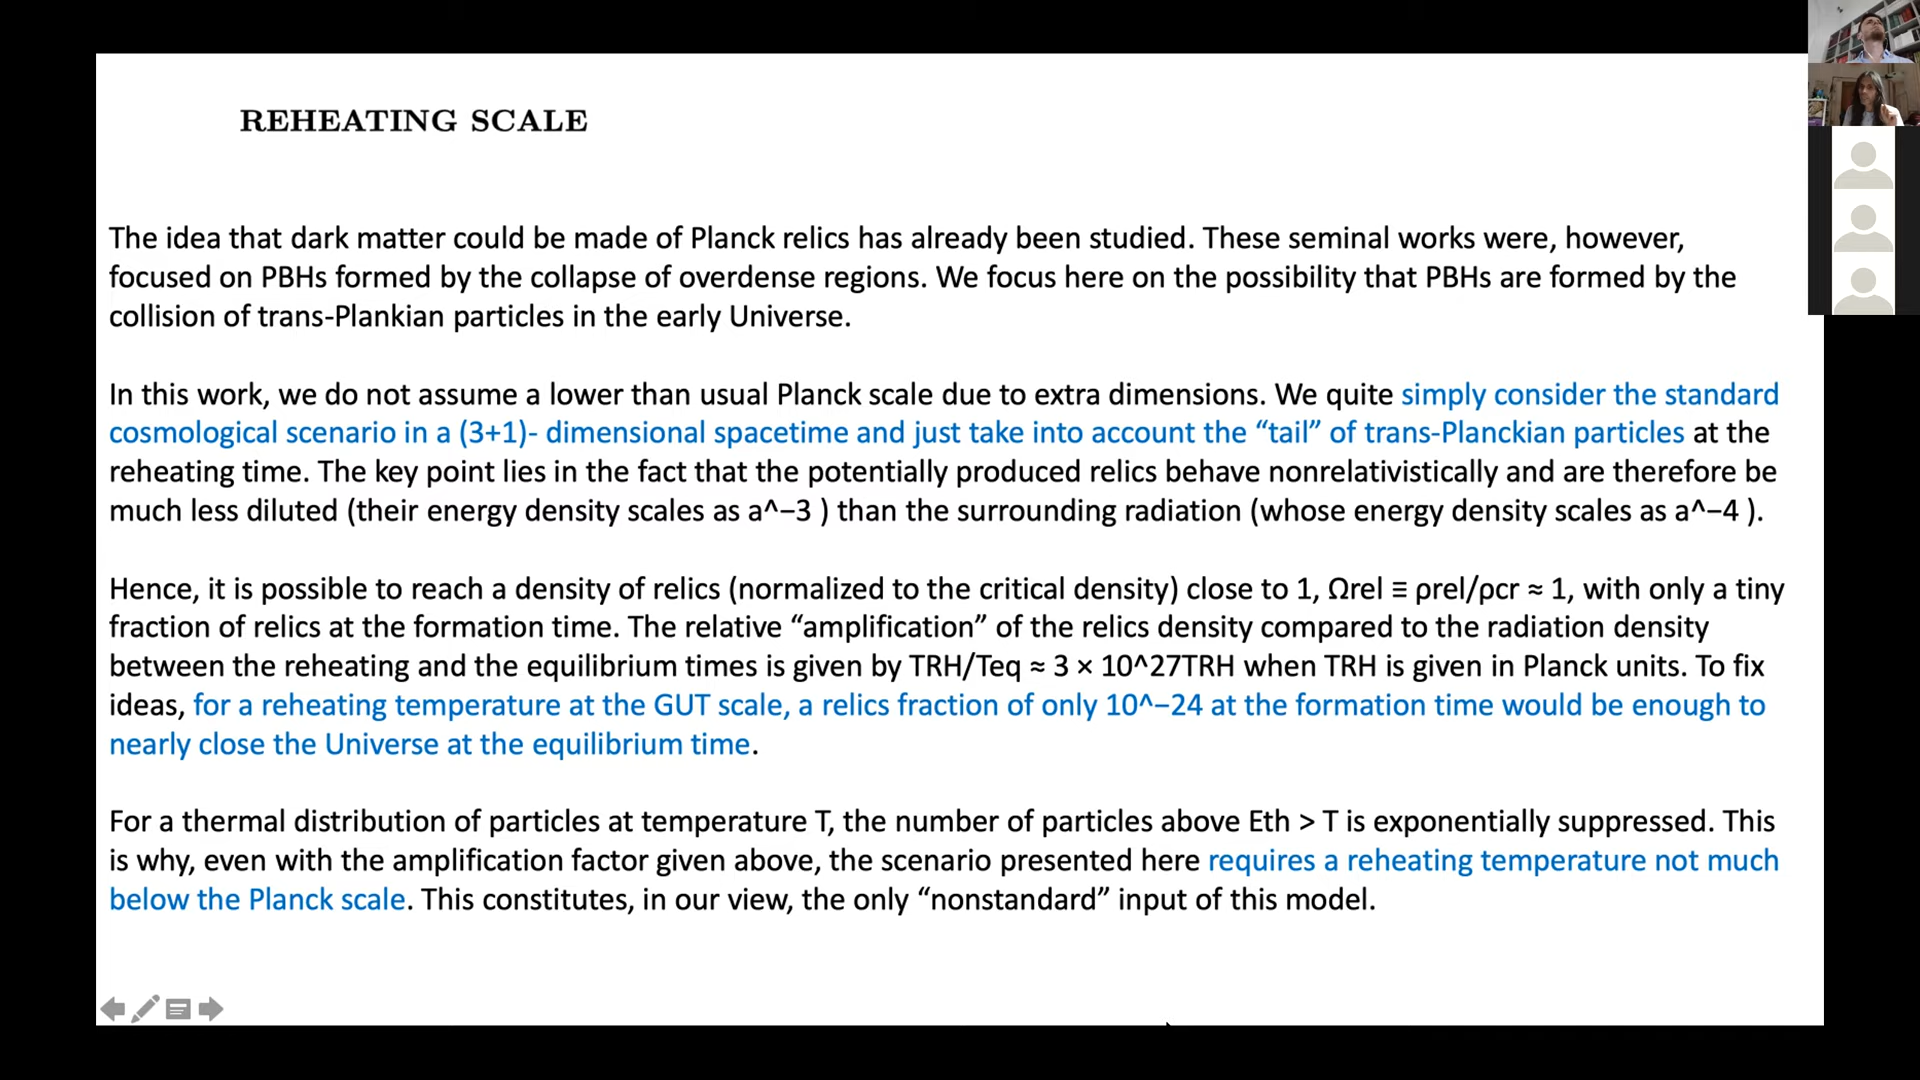 REHEATING SCALE
The idea that dark matter could be made of Planck relics has already been studied. These seminal works were, however,
focused on PBHs formed by the collapse of overdense regions. We focus here on the possibility that PBHs are formed by the
collision of trans-Plankian particles in the early Universe.
In this work, we do not assume a lower than usual Planck scale due to extra dimensions. We quite simply consider the standard
cosmological scenario in a (3+1)- dimensional spacetime and just take into account the “tail” of trans-Planckian particles at the
reheating time. The key point lies in the fact that the potentially produced relics behave nonrelativistically and are therefore be
much less diluted (their energy density scales as a^−3 ) than the surrounding radiation (whose energy density scales as a^−4 ).
Hence, it is possible to reach a density of relics (normalized to the critical density) close to 1, Ωrel ≡ ρrel/ρcr ≈ 1, with only a tiny
fraction of relics at the formation time. The relative “amplification” of the relics density compared to the radiation density
between the reheating and the equilibrium times is given by TRH/Teq ≈ 3 × 10^27TRH when TRH is given in Planck units. To fix
ideas, for a reheating temperature at the GUT scale, a relics fraction of only 10^−24 at the formation time would be enough to
nearly close the Universe at the equilibrium time.
For a thermal distribution of particles at temperature T, the number of particles above Eth > T is exponentially suppressed. This
is why, even with the amplification factor given above, the scenario presented here requires a reheating temperature not much
below the Planck scale. This constitutes, in our view, the only “nonstandard” input of this model.